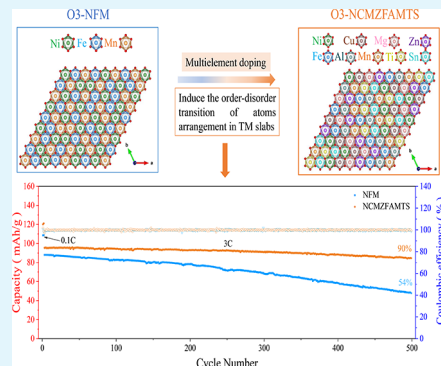 O3-NFM
O3-NCMZFAMTS
Ni Fe Mn
Multielement doping
Induce the order-disorder
transition of atoms
arrangement in TM slabs
Ni Cu Mg Zn
Fe Al Mn Ti Sn
b
a
b
a
Capacity ( mAh/g )
160
140
120
100
80
60
40
20
0
NFM
NCMZFAMTS
0.1C
3C
90%
54%
140
120
100
80
60
40
20
0
Coulombic efficiency ( % )
0 100 200 300 400 500
Cycle Number